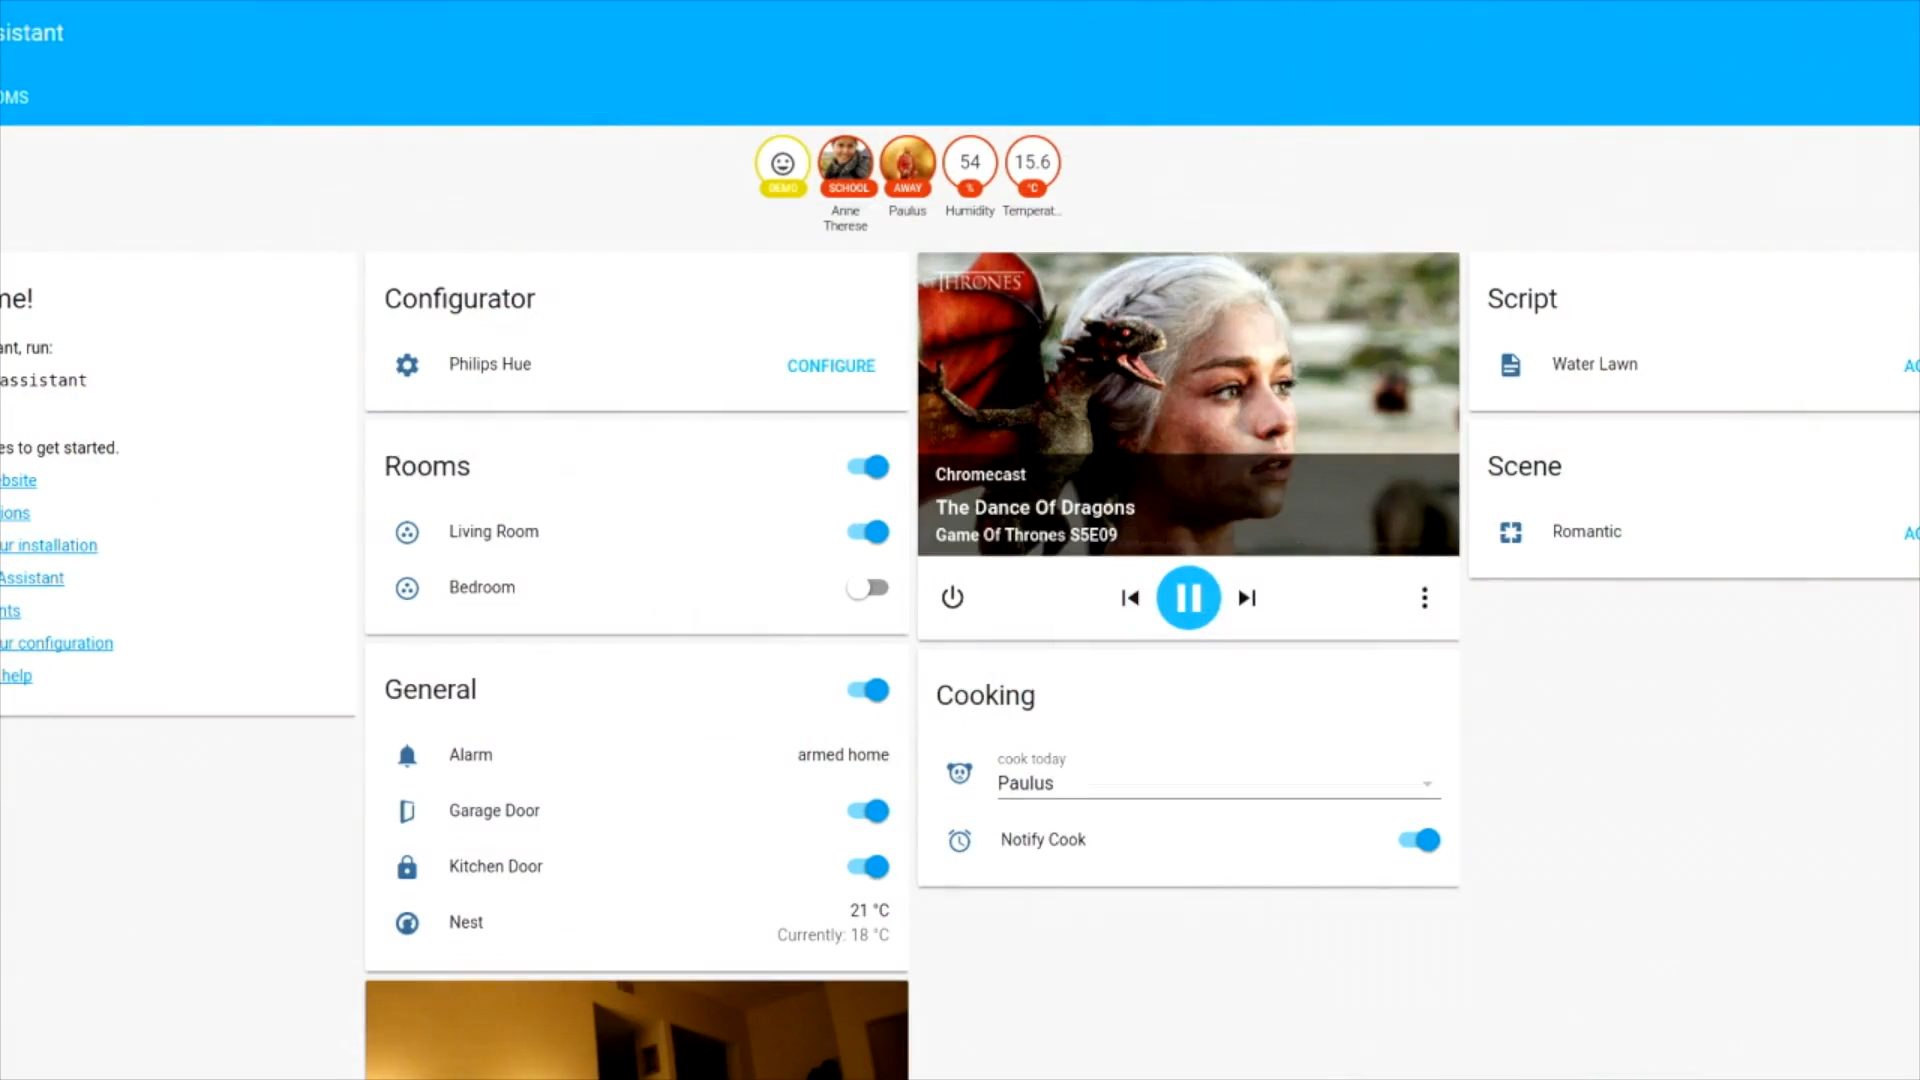 sistant
OMS
DEMO
SCHOOL
AWAY
54
%
15.6
°C
Anne
Therese
Paulus
Humidity
Temperat...
me!
ant, run:
assistant
es to get started.
bsite
ions
ur installation
Assistant
nts
ur configuration
help
Configurator
Philips Hue
CONFIGURE
Rooms
Living Room
Bedroom
General
Alarm
armed home
Garage Door
Kitchen Door
Nest
21 °C
Currently: 18 °C
THRONES
Chromecast
The Dance Of Dragons
Game Of Thrones S5E09
Cooking
cook today
Paulus
Notify Cook
Script
Water Lawn
AC
Scene
Romantic
AC